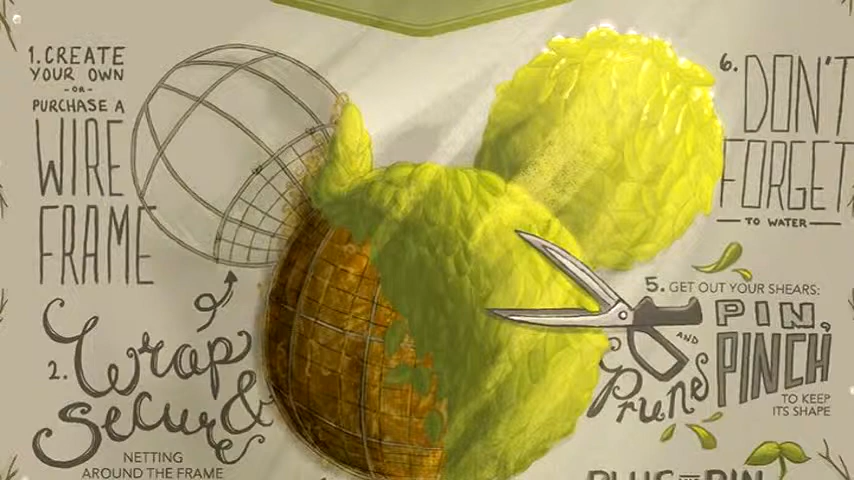 1. CREATE
YOUR OWN
-OR-
PURCHASE A
WIRE
FRAME
2. Wrap
& Secure
NETTING
AROUND THE FRAME
6. DON'T
FORGET
TO WATER
5. GET OUT YOUR SHEARS:
PIN,
PINCH
AND
Prune
TO KEEP
ITS SHAPE